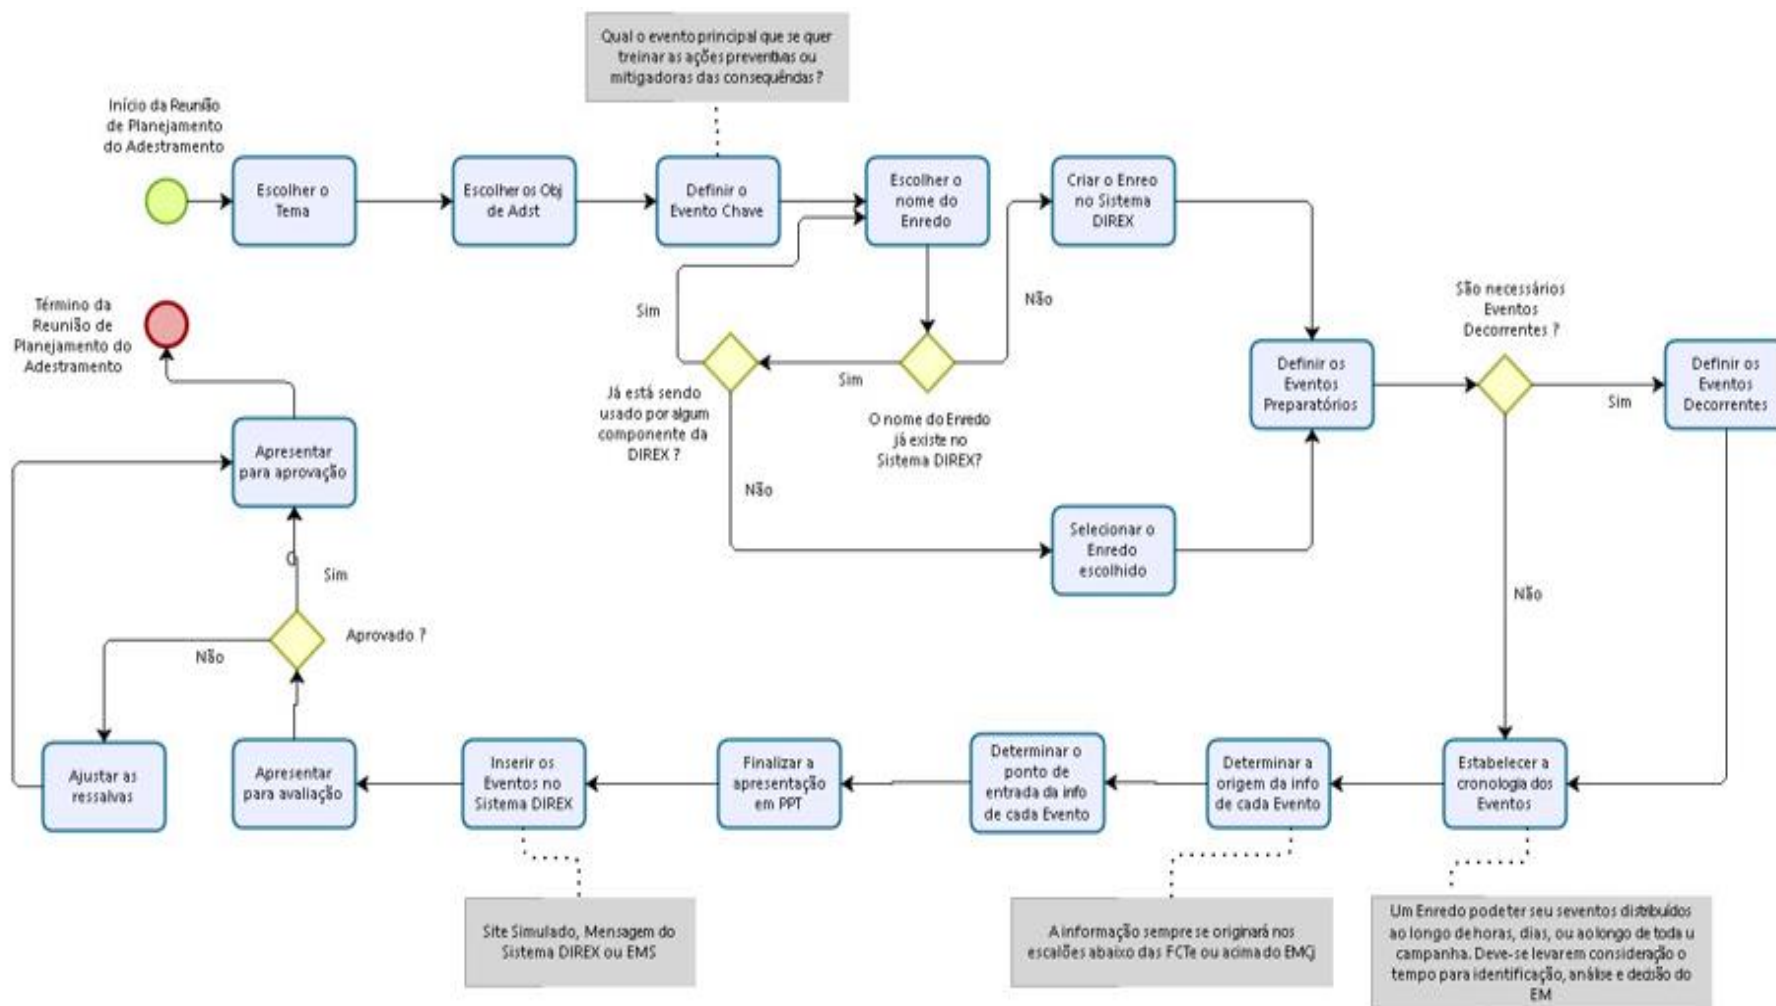 Qual o evento principal que se quer
treinar as ações preventivas ou
mitigadoras das consequências ?
Início da Reunião
de Planejamento
do Adestramento
Escolher o
Tema
Escolher os Obj
de Adst
Definir o
Evento Chave
Escolher o
nome do
Enredo
Criar o Enreo
no Sistema
DIREX
Sim
Não
Término da
Reunião de
Planejamento do
Adestramento
São necessários
Eventos
Decorrentes ?
Definir os
Eventos
Preparatórios
Sim
Definir os
Eventos
Decorrentes
Já está sendo
usado por algum
componente da
DIREX ?
Sim
O nome do Enredo
já existe no
Sistema DIREX?
Apresentar
para aprovação
Não
Selecionar o
Enredo
escolhido
Sim
Não
Aprovado ?
Não
Ajustar as
ressalvas
Apresentar
para avaliação
Inserir os
Eventos no
Sistema DIREX
Finalizar a
apresentação
em PPT
Determinar o
ponto de
entrada da info
de cada Evento
Determinar a
origem da info
de cada Evento
Estabelecer a
cronologia dos
Eventos
Site Simulado, Mensagem do
Sistema DIREX ou EMS
A informação sempre se originará nos
escalões abaixo das FCTe ou acima do EMCj
Um Enredo pode ter seu seventos distribuídos
ao longo de horas, dias, ou ao longo de toda u
campanha. Deve-se levarem consideração o
tempo para identificação, análise e decisão do
EM